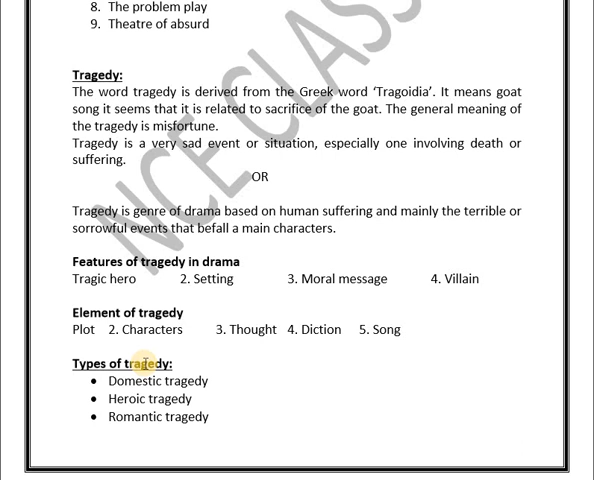 8. The problem play
9. Theatre of absurd
Tragedy:
The word tragedy is derived from the Greek word ‘Tragoidia’. It means goat
song it seems that it is related to sacrifice of the goat. The general meaning of
the tragedy is misfortune.
Tragedy is a very sad event or situation, especially one involving death or
suffering.
OR
Tragedy is genre of drama based on human suffering and mainly the terrible or
sorrowful events that befall a main characters.
Features of tragedy in drama
Tragic hero 2. Setting 3. Moral message 4. Villain
Element of tragedy
Plot 2. Characters 3. Thought 4. Diction 5. Song
Types of tragedy:
• Domestic tragedy
• Heroic tragedy
• Romantic tragedy
NCE CLAS